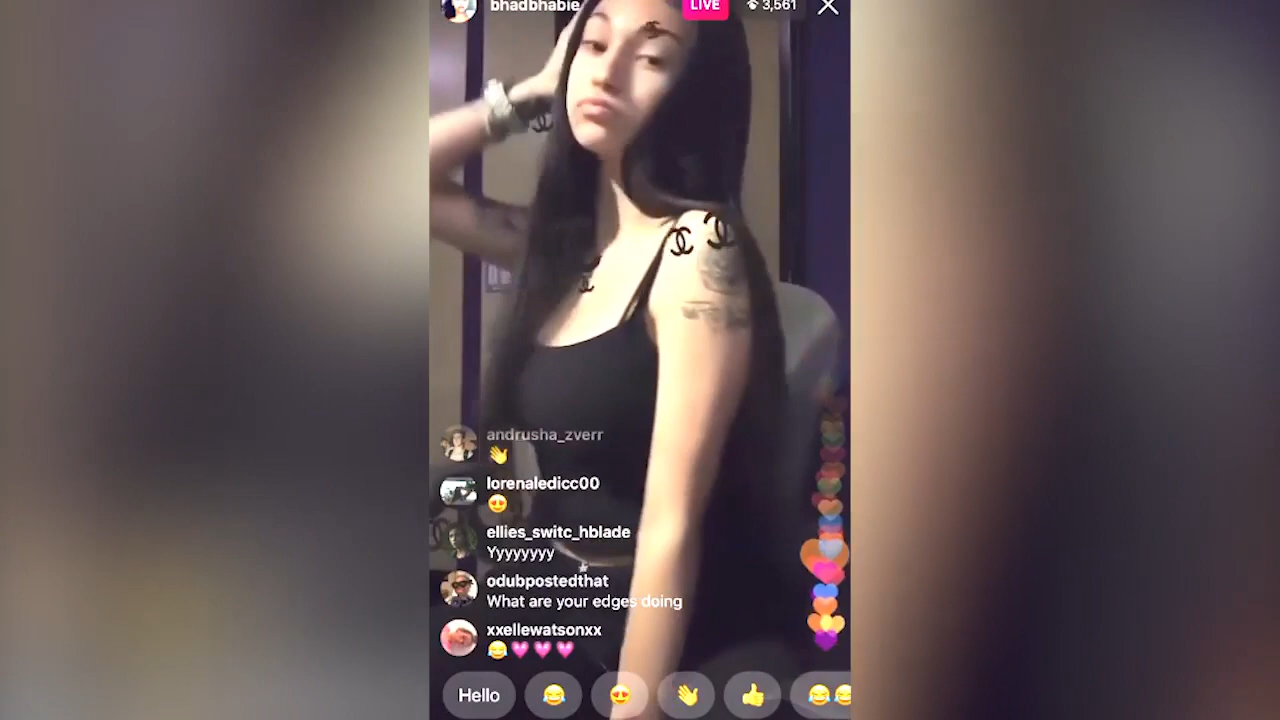 bhadbhabie
LIVE
3,561
andrusha_zverr
👋
lorenaledicc00
😍
ellies_switc_hblade
Yyyyyyyy
odubpostedthat
What are your edges doing
xxellewatsonxx
😂💗💗💗
Hello
😂
😍
👋
👍
😂😂